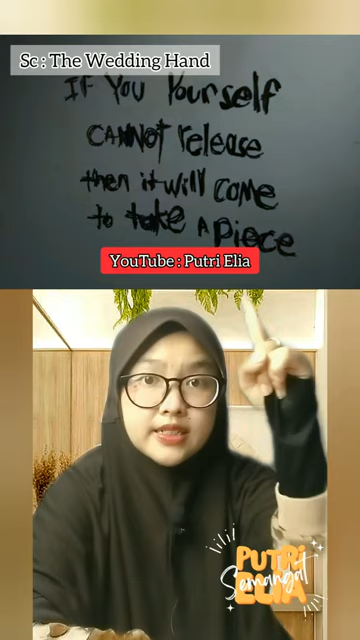 Sc : The Wedding Hand
If You Yourself
CANNOT release
then it will COME
to take A piece
YouTube : Putri Elia
PUTRI
Semangat
ELIA